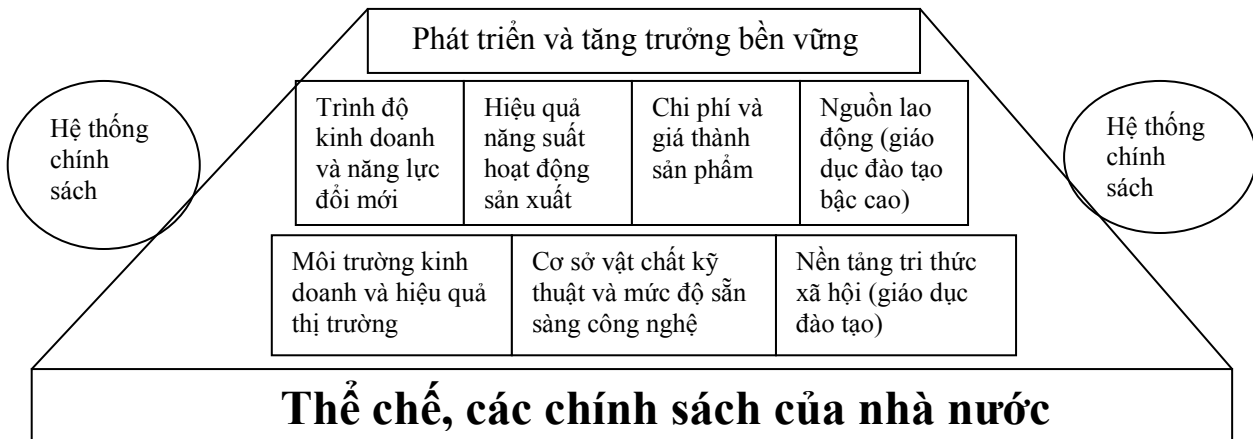 Phát triển và tăng trưởng bền vững
Hệ thống
chính
sách
Trình độ
kinh doanh
và năng lực
đổi mới
Hiệu quả
năng suất
hoạt động
sản xuất
Chi phí và
giá thành
sản phẩm
Nguồn lao
động (giáo
dục đào tạo
bậc cao)
Hệ thống
chính
sách
Môi trường kinh
doanh và hiệu quả
thị trường
Cơ sở vật chất kỹ
thuật và mức độ sẵn
sàng công nghệ
Nền tảng tri thức
xã hội (giáo dục
đào tạo)
Thể chế, các chính sách của nhà nước